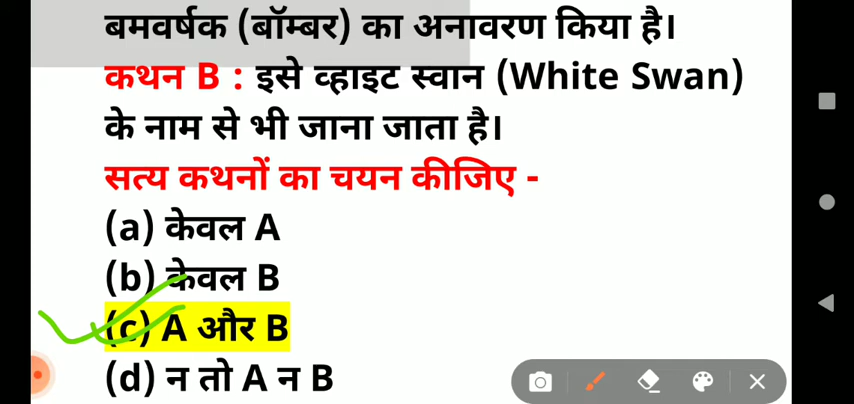 बमवर्षक (बॉम्बर) का अनावरण किया है।
कथन B : इसे व्हाइट स्वान (White Swan)
के नाम से भी जाना जाता है।
सत्य कथनों का चयन कीजिए -
(a) केवल A
(b) केवल B
(c) A और B
(d) न तो A न B